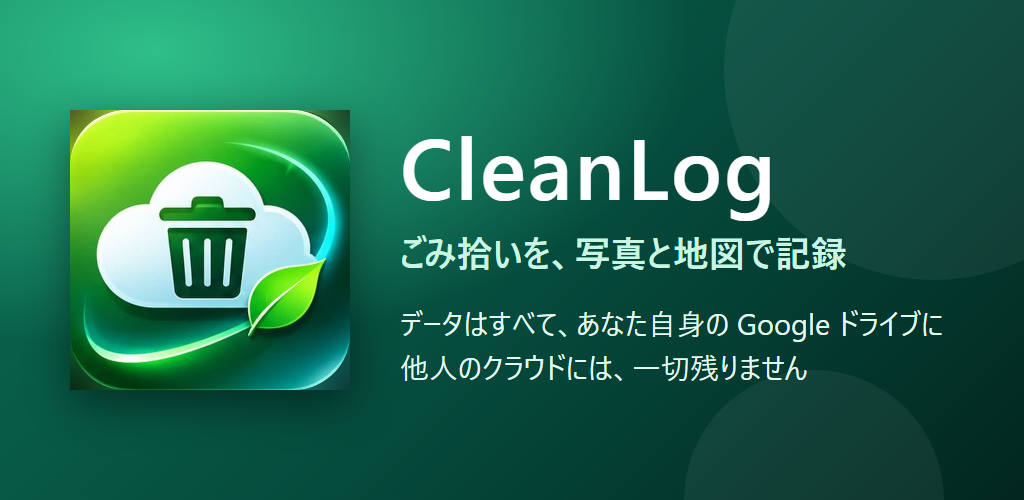 CleanLog
ごみ拾いを、写真と地図で記録
データはすべて、あなた自身の Google ドライブに
他人のクラウドには、一切残りません